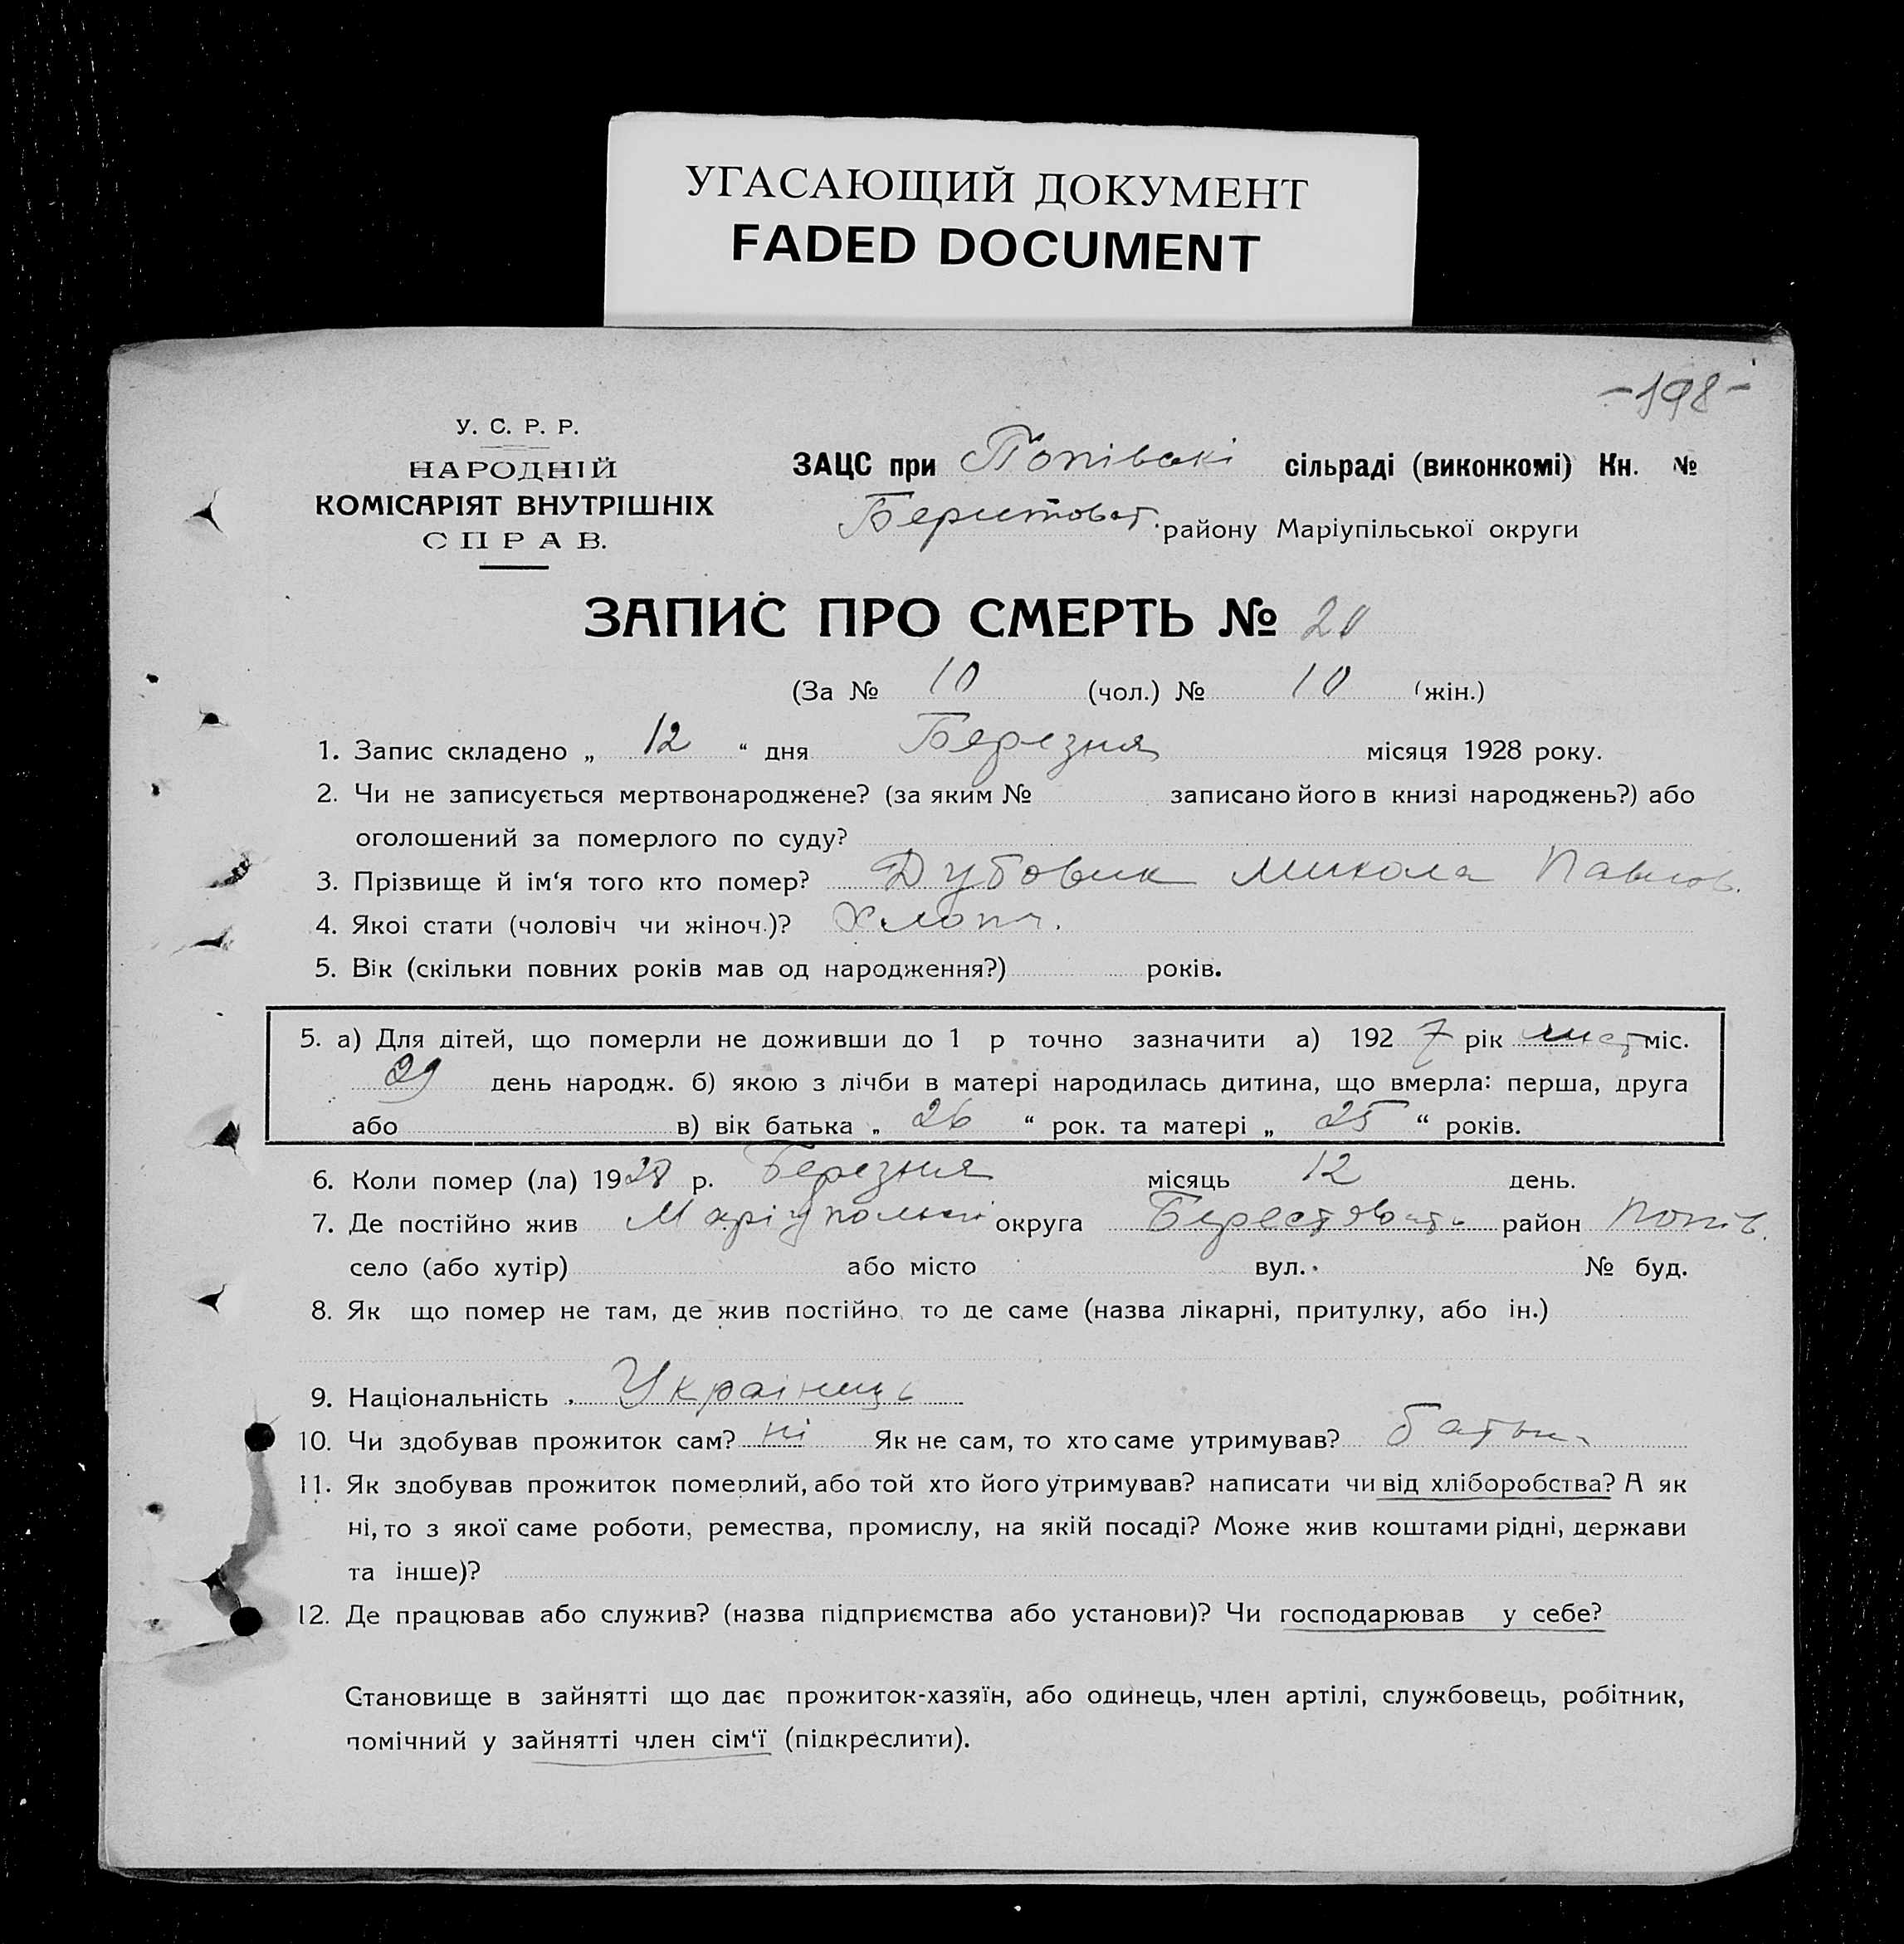 УГАСАЮЩИЙ ДОКУМЕНТ
FADED DOCUMENT
-198-
У. С. Р. Р.
НАРОДНІЙ
КОМІСАРІЯТ ВНУТРІШНІХ
СПРАВ.
ЗАЦС при Попівскі сільраді (виконкомі) Кн. №
району Маріупільської округи
ЗАПИС ПРО СМЕРТЬ № 20
(За № 10 (чол.) № 10 (жін.)
1. Запис складено „ 12 “ дня Березня місяця 1928 року.
2. Чи не записується мертвонароджене? (за яким № записано його в книзі народжень?) або
оголошений за померлого по суду?
3. Прізвище й ім‘я того кто помер? Дубовик Микола Павлов.
4. Якоі стати (чоловіч чи жіноч.)? Хлопч.
5. Вік (скільки повних років мав од народження?) років.
5. а) Для дітей, що померли не доживши до 1 р точно зазначити а) 1927 рік лист міс.
29 день народж. б) якою з лічби в матері народилась дитина, що вмерла: перша, друга
або в) вік батька „ 26 “ рок. та матері „ 25 “ років.
6. Коли помер (ла) 1928 р. Березня місяць 12 день.
7. Де постійно жив округа район Попів.
село (або хутір) або місто вул. № буд.
8. Як що помер не там, де жив постійно, то де саме (назва лікарні, притулку, або ін.)
9. Національність Украінець
10. Чи здобував прожиток сам? ні Як не сам, то хто саме утримував?
11. Як здобував прожиток померлий, або той хто його утримував? написати чи від хліборобства? А як
ні, то з якої саме роботи, ремества, промислу, на якій посаді? Може жив коштами рідні, держави
та інше)?
12. Де працював або служив? (назва підприємства або установи)? Чи господарював у себе?
Становище в зайнятті що дає прожиток-хазяїн, або одинець, член артілі, службовець, робітник,
помічний у зайнятті член сім‘ї (підкреслити).